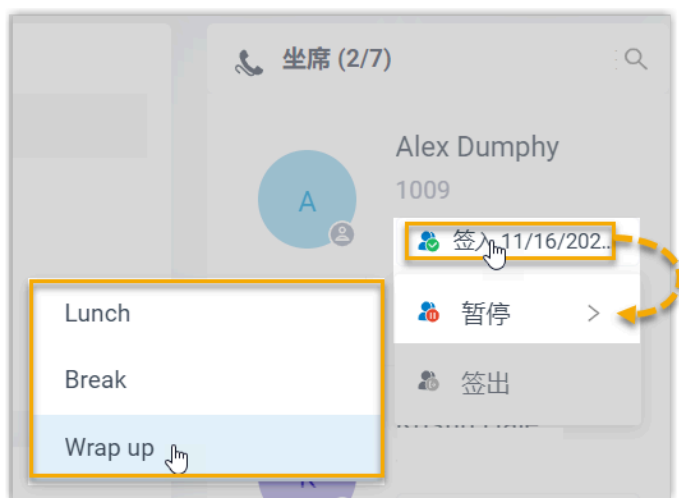 坐席 (2/7)
Alex Dumphy
A
1009
签入 11/16/202..
Lunch
暂停
Break
签出
Wrap up